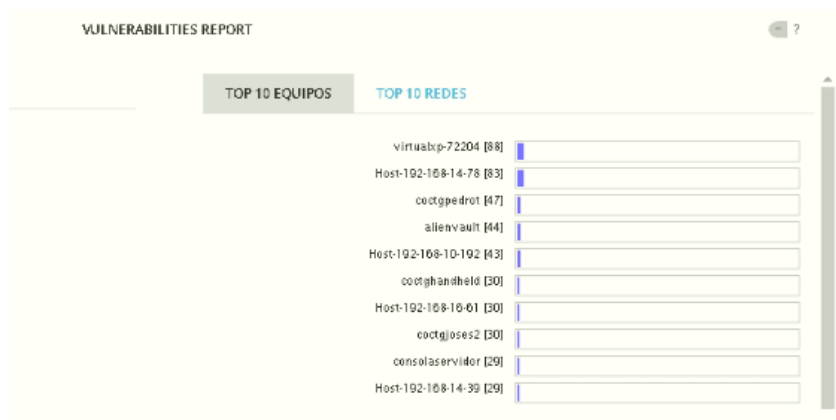 VULNERABILITIES REPORT
?
TOP 10 EQUIPOS TOP 10 REDES
virtualxp-72204 [88]
Host-192-168-14-78 [83]
coctgpedrot [47]
alienvault [44]
Host-192-168-10-192 [43]
coctghandheld [30]
Host-192-168-16-61 [30]
coctgjoses2 [30]
consolaservidor [29]
Host-192-168-14-39 [29]